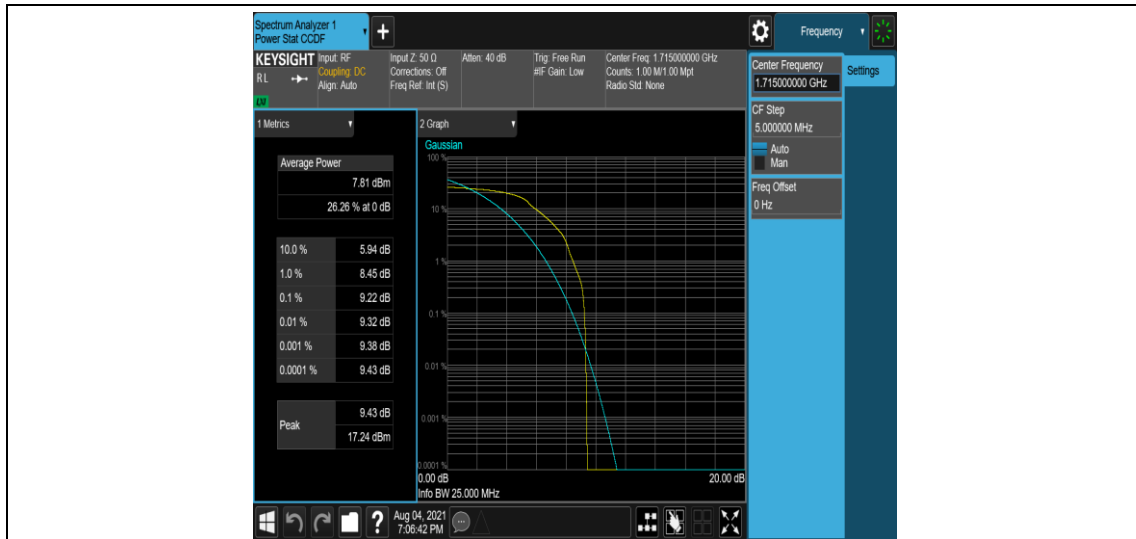 Spectrum Analyzer 1
Power Stat CCDF
+
Frequency
KEYSIGHT
RL
LXI
Input: RF
Coupling: DC
Align: Auto
Input Z: 50 Ω
Corrections: Off
Freq Ref: Int (S)
Atten: 40 dB
Trig: Free Run
#IF Gain: Low
Center Freq: 1.715000000 GHz
Counts: 1.00 M/1.00 Mpt
Radio Std: None
Center Frequency
1.715000000 GHz
Settings
CF Step
5.000000 MHz
Auto
Man
Freq Offset
0 Hz
1 Metrics
Average Power
7.81 dBm
26.26 % at 0 dB
10.0 % 5.94 dB
1.0 % 8.45 dB
0.1 % 9.22 dB
0.01 % 9.32 dB
0.001 % 9.38 dB
0.0001 % 9.43 dB
Peak 9.43 dB
17.24 dBm
2 Graph
Gaussian
100 %
10 %
1 %
0.1 %
0.01 %
0.001 %
0.0001 %
0.00 dB 20.00 dB
Info BW 25.000 MHz
?
Aug 04, 2021
7:06:42 PM